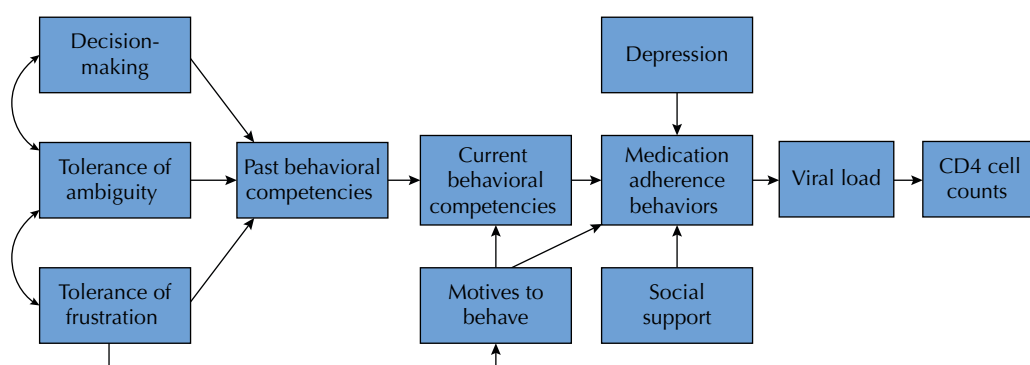 Decision-
making
Depression
Tolerance of
ambiguity
Past behavioral
competencies
Current
behavioral
competencies
Medication
adherence
behaviors
Viral load
CD4 cell
counts
Tolerance of
frustration
Motives to
behave
Social
support